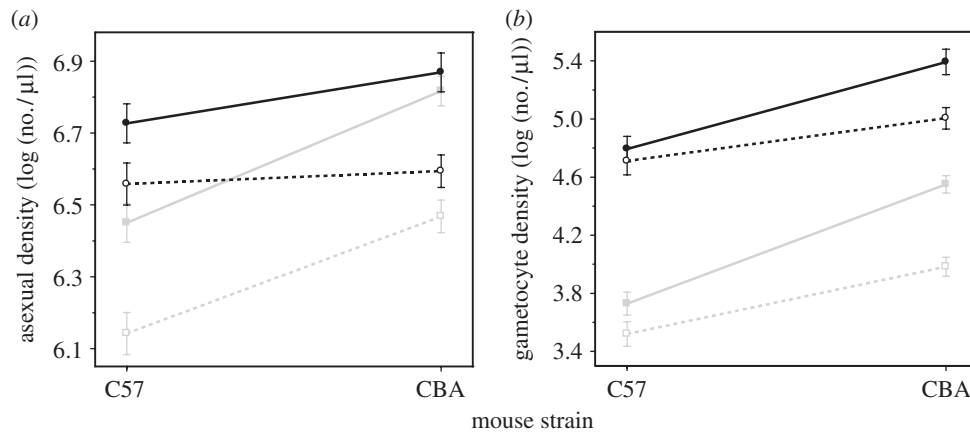 (a)
(b)
asexual density (log (no./µl))
6.9
6.7
6.5
6.3
6.1
C57
CBA
gametocyte density (log (no./µl))
5.4
5.0
4.6
4.2
3.8
3.4
C57
CBA
mouse strain